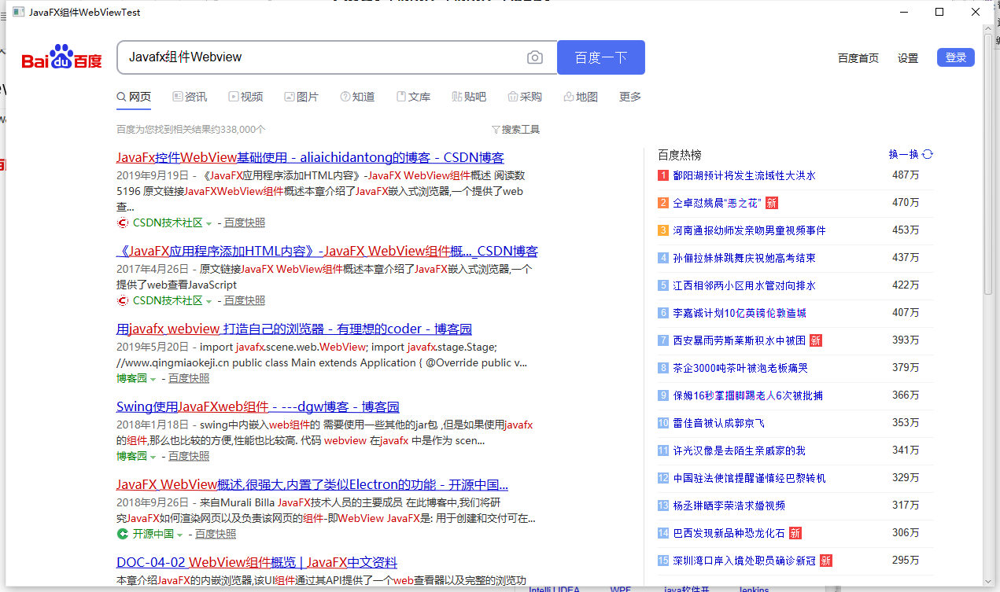 JavaFX组件WebViewTest
Bai du 百度
Javafx组件Webview
百度一下
百度首页 设置 登录
网页 资讯 视频 图片 知道 文库 贴吧 采购 地图 更多
百度为您找到相关结果约338,000个
搜索工具
JavaFx控件WebView基础使用 - aliaichidantong的博客 - CSDN博客
2019年9月19日 - 《JavaFX应用程序添加HTML内容》-JavaFX WebView组件概述 阅读数
5196 原文链接JavaFXWebView组件概述本章介绍了JavaFX嵌入式浏览器,一个提供了web
查...
CSDN技术社区 - 百度快照
《JavaFX应用程序添加HTML内容》-JavaFX WebView组件概..._CSDN博客
2017年4月26日 - 原文链接JavaFX WebView组件概述本章介绍了JavaFX嵌入式浏览器,一个
提供了web查看JavaScript
CSDN技术社区 - 百度快照
用javafx webview 打造自己的浏览器 - 有理想的coder - 博客园
2019年5月20日 - import javafx.scene.web.WebView; import javafx.stage.Stage;
//www.qingmiaokeji.cn public class Main extends Application { @Override public v...
博客园 - 百度快照
Swing使用JavaFXweb组件 - ---dgw博客 - 博客园
2018年1月18日 - swing中内嵌入web组件的 需要使用一些其他的jar包 ,但是如果使用javafx
的组件,那么也比较的方便,性能也比较高. 代码 webview 在javafx 中是作为 scen...
博客园 - 百度快照
JavaFX WebView概述,很强大,内置了类似Electron的功能 - 开源中国...
2018年9月26日 - 来自Murali Billa JavaFX技术人员的主要成员 在此博客中,我们将研
究JavaFX如何渲染网页以及负责该网页的组件-即WebView JavaFX是: 用于创建和交付可在...
开源中国 - 百度快照
DOC-04-02 WebView组件概览 | JavaFX中文资料
本章介绍JavaFX的内嵌浏览器,该UI组件通过其API提供了一个web查看器以及完整的浏览功
百度热榜 换一换
1 鄱阳湖预计将发生流域性大洪水 487万
2 仝卓怼姚晨“恶之花” 新 470万
3 河南通报幼师发亲吻男童视频事件 453万
4 孙俪拉妹妹跳舞庆祝她高考结束 437万
5 江西相邻两小区用水管对向排水 422万
6 李嘉诚计划10亿英镑伦敦造城 407万
7 西安暴雨劳斯莱斯积水中被困 新 393万
8 茶企3000吨茶叶被泡老板痛哭 379万
9 保姆16秒掌掴脚踢老人6次被批捕 366万
10 雷佳音被认成郭京飞 353万
11 许光汉像是去陌生亲戚家的我 341万
12 中国驻法使馆提醒谨慎经巴黎转机 329万
13 杨丞琳晒李荣浩求婚视频 317万
14 巴西发现新品种恐龙化石 新 306万
15 深圳湾口岸入境处职员确诊新冠 新 295万